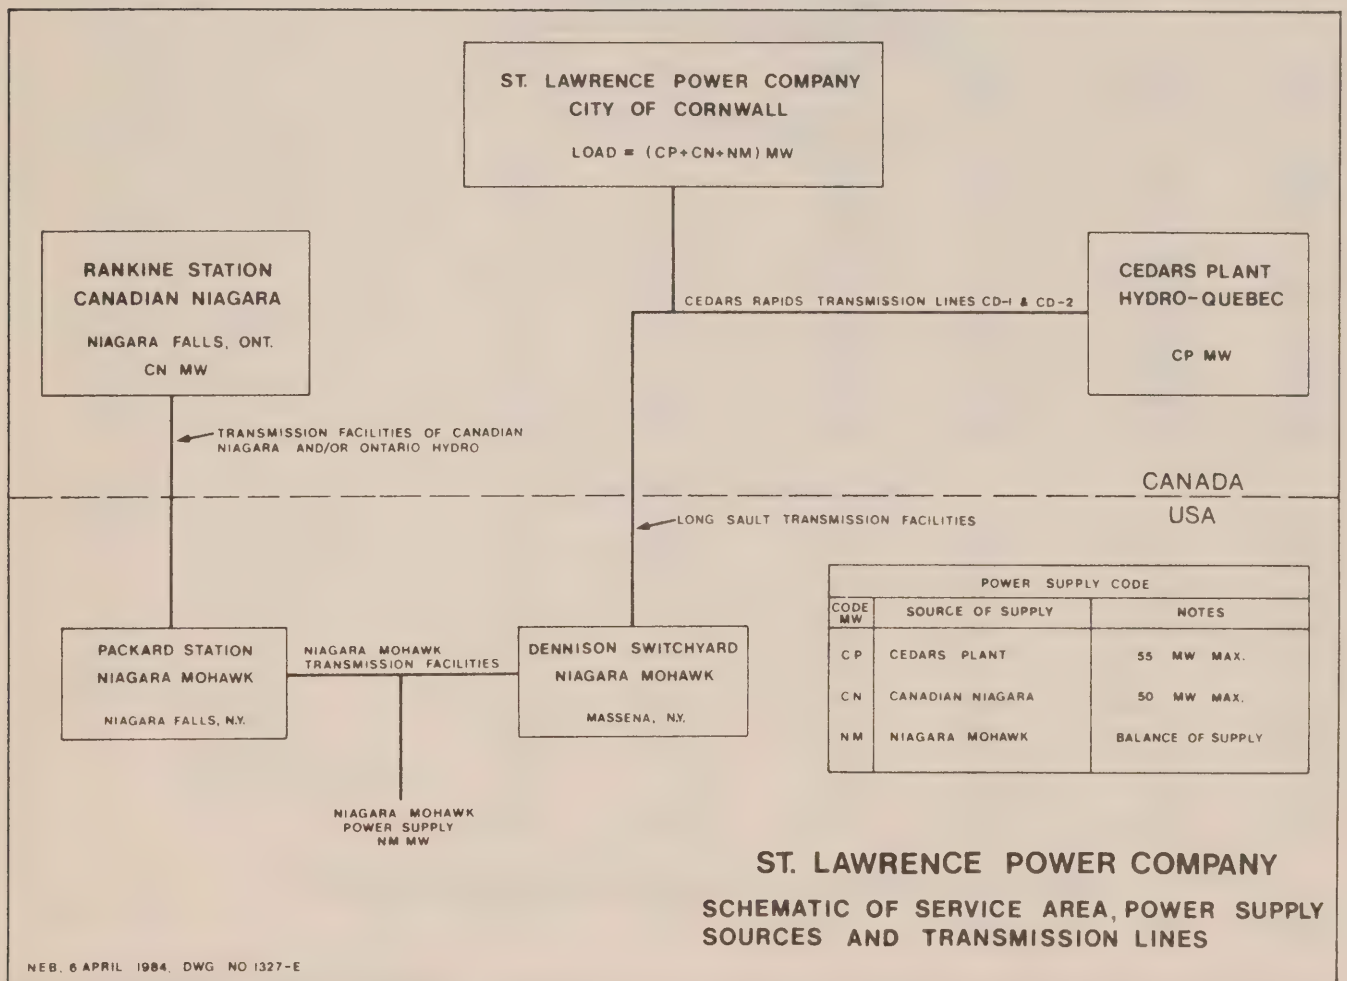 ST. LAWRENCE POWER COMPANY
CITY OF CORNWALL
LOAD = (CP+CN+NM) MW
RANKINE STATION
CANADIAN NIAGARA
NIAGARA FALLS, ONT.
CN MW
CEDARS RAPIDS TRANSMISSION LINES CD-1 & CD-2
CEDARS PLANT
HYDRO-QUEBEC
CP MW
TRANSMISSION FACILITIES OF CANADIAN
NIAGARA AND/OR ONTARIO HYDRO
CANADA
USA
LONG SAULT TRANSMISSION FACILITIES
PACKARD STATION
NIAGARA MOHAWK
NIAGARA FALLS, N.Y.
NIAGARA MOHAWK
TRANSMISSION FACILITIES
DENNISON SWITCHYARD
NIAGARA MOHAWK
MASSENA, N.Y.
NIAGARA MOHAWK
POWER SUPPLY
NM MW
POWER SUPPLY CODE
CODE MW SOURCE OF SUPPLY NOTES
CP CEDARS PLANT 55 MW MAX.
CN CANADIAN NIAGARA 50 MW MAX.
NM NIAGARA MOHAWK BALANCE OF SUPPLY
ST. LAWRENCE POWER COMPANY
SCHEMATIC OF SERVICE AREA, POWER SUPPLY
SOURCES AND TRANSMISSION LINES
NEB, 6 APRIL 1984, DWG NO 1327-E